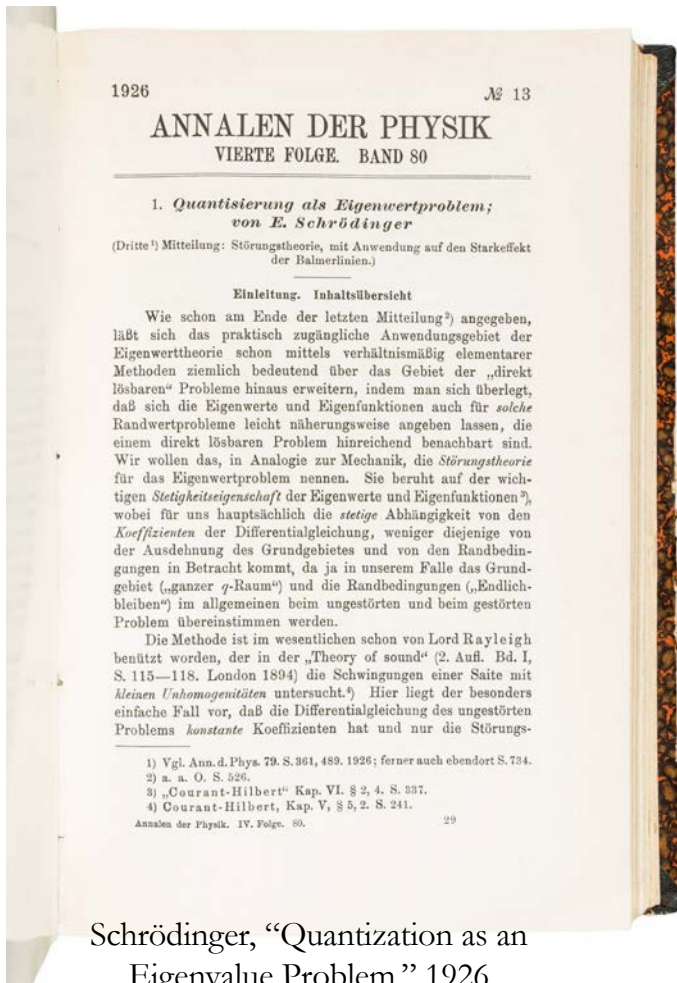 1926
№ 13
ANNALEN DER PHYSIK
VIERTE FOLGE. BAND 80
1. Quantisierung als Eigenwertproblem;
von E. Schrödinger
(Dritte¹) Mitteilung: Störungstheorie, mit Anwendung auf den Starkeffekt
der Balmerlinien.)
Einleitung. Inhaltsübersicht
Wie schon am Ende der letzten Mitteilung²) angegeben,
läßt sich das praktisch zugängliche Anwendungsgebiet der
Eigenwerttheorie schon mittels verhältnismäßig elementarer
Methoden ziemlich bedeutend über das Gebiet der „direkt
lösbaren“ Probleme hinaus erweitern, indem man sich überlegt,
daß sich die Eigenwerte und Eigenfunktionen auch für solche
Randwertprobleme leicht näherungsweise angeben lassen, die
einem direkt lösbaren Problem hinreichend benachbart sind.
Wir wollen das, in Analogie zur Mechanik, die Störungstheorie
für das Eigenwertproblem nennen. Sie beruht auf der wich-
tigen Stetigkeitseigenschaft der Eigenwerte und Eigenfunktionen³),
wobei für uns hauptsächlich die stetige Abhängigkeit von den
Koeffizienten der Differentialgleichung, weniger diejenige von
der Ausdehnung des Grundgebietes und von den Randbedin-
gungen in Betracht kommt, da ja in unserem Falle das Grund-
gebiet („ganzer q-Raum“) und die Randbedingungen („Endlich-
bleiben“) im allgemeinen beim ungestörten und beim gestörten
Problem übereinstimmen werden.
Die Methode ist im wesentlichen schon von Lord Rayleigh
benützt worden, der in der „Theory of sound“ (2. Aufl. Bd. I,
S. 115—118. London 1894) die Schwingungen einer Saite mit
kleinen Unhomogenitäten untersucht.⁴) Hier liegt der besonders
einfache Fall vor, daß die Differentialgleichung des ungestörten
Problems konstante Koeffizienten hat und nur die Störungs-
1) Vgl. Ann. d. Phys. 79. S. 361, 489. 1926; ferner auch ebendort S. 734.
2) a. a. O. S. 526.
3) „Courant-Hilbert“ Kap. VI. § 2, 4. S. 337.
4) Courant-Hilbert, Kap. V, § 5, 2. S. 241.
Annalen der Physik. IV. Folge. 80.
29
Schrödinger, “Quantization as an
Eigenvalue Problem,” 1926